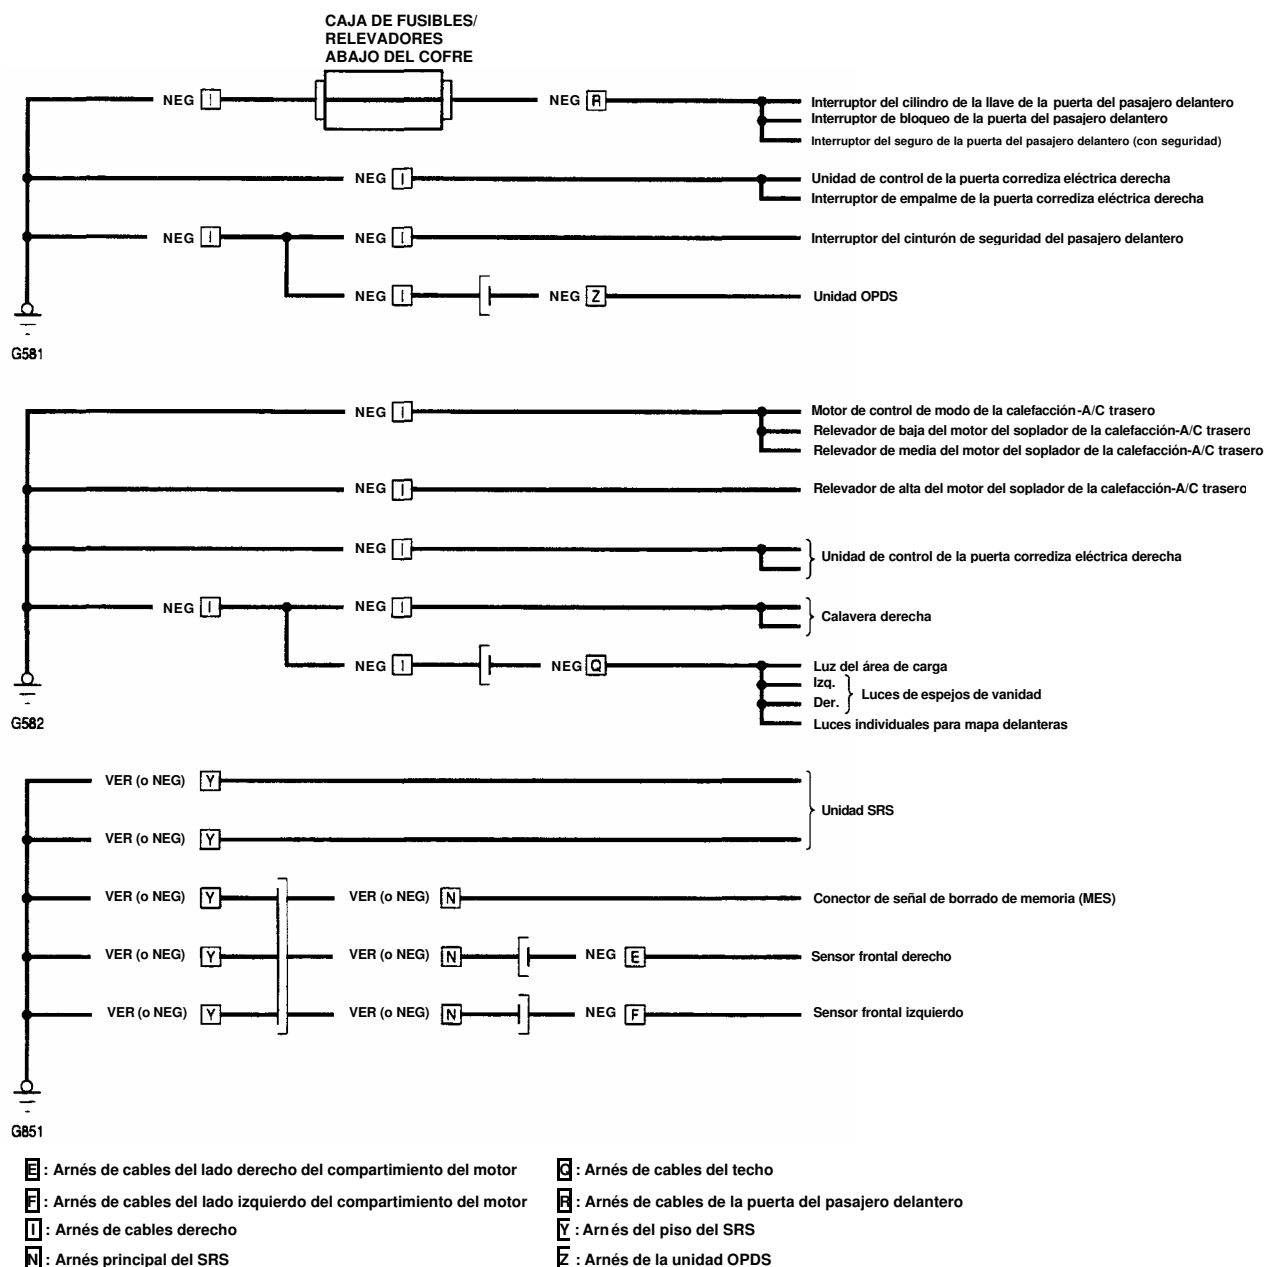 CAJA DE FUSIBLES/
RELEVADORES
ABAJO DEL COFRE
NEG I NEG R Interruptor del cilindro de la llave de la puerta del pasajero delantero
Interruptor de bloqueo de la puerta del pasajero delantero
Interruptor del seguro de la puerta del pasajero delantero (con seguridad)
NEG I Unidad de control de la puerta corrediza eléctrica derecha
Interruptor de empalme de la puerta corrediza eléctrica derecha
NEG I NEG I Interruptor del cinturón de seguridad del pasajero delantero
NEG I NEG Z Unidad OPDS
G581
NEG I Motor de control de modo de la calefacción-A/C trasero
Relevador de baja del motor del soplador de la calefacción-A/C trasero
Relevador de media del motor del soplador de la calefacción-A/C trasero
NEG I Relevador de alta del motor del soplador de la calefacción-A/C trasero
NEG I Unidad de control de la puerta corrediza eléctrica derecha
NEG I NEG I Calavera derecha
NEG I NEG Q Luz del área de carga
Izq.
Der. Luces de espejos de vanidad
Luces individuales para mapa delanteras
G582
VER (o NEG) Y
Unidad SRS
VER (o NEG) Y
VER (o NEG) Y VER (o NEG) N Conector de señal de borrado de memoria (MES)
VER (o NEG) Y VER (o NEG) N NEG E Sensor frontal derecho
VER (o NEG) Y VER (o NEG) N NEG F Sensor frontal izquierdo
G851
E : Arnés de cables del lado derecho del compartimiento del motor
F : Arnés de cables del lado izquierdo del compartimiento del motor
I : Arnés de cables derecho
N : Arnés principal del SRS
Q : Arnés de cables del techo
R : Arnés de cables de la puerta del pasajero delantero
Y : Arnés del piso del SRS
Z : Arnés de la unidad OPDS